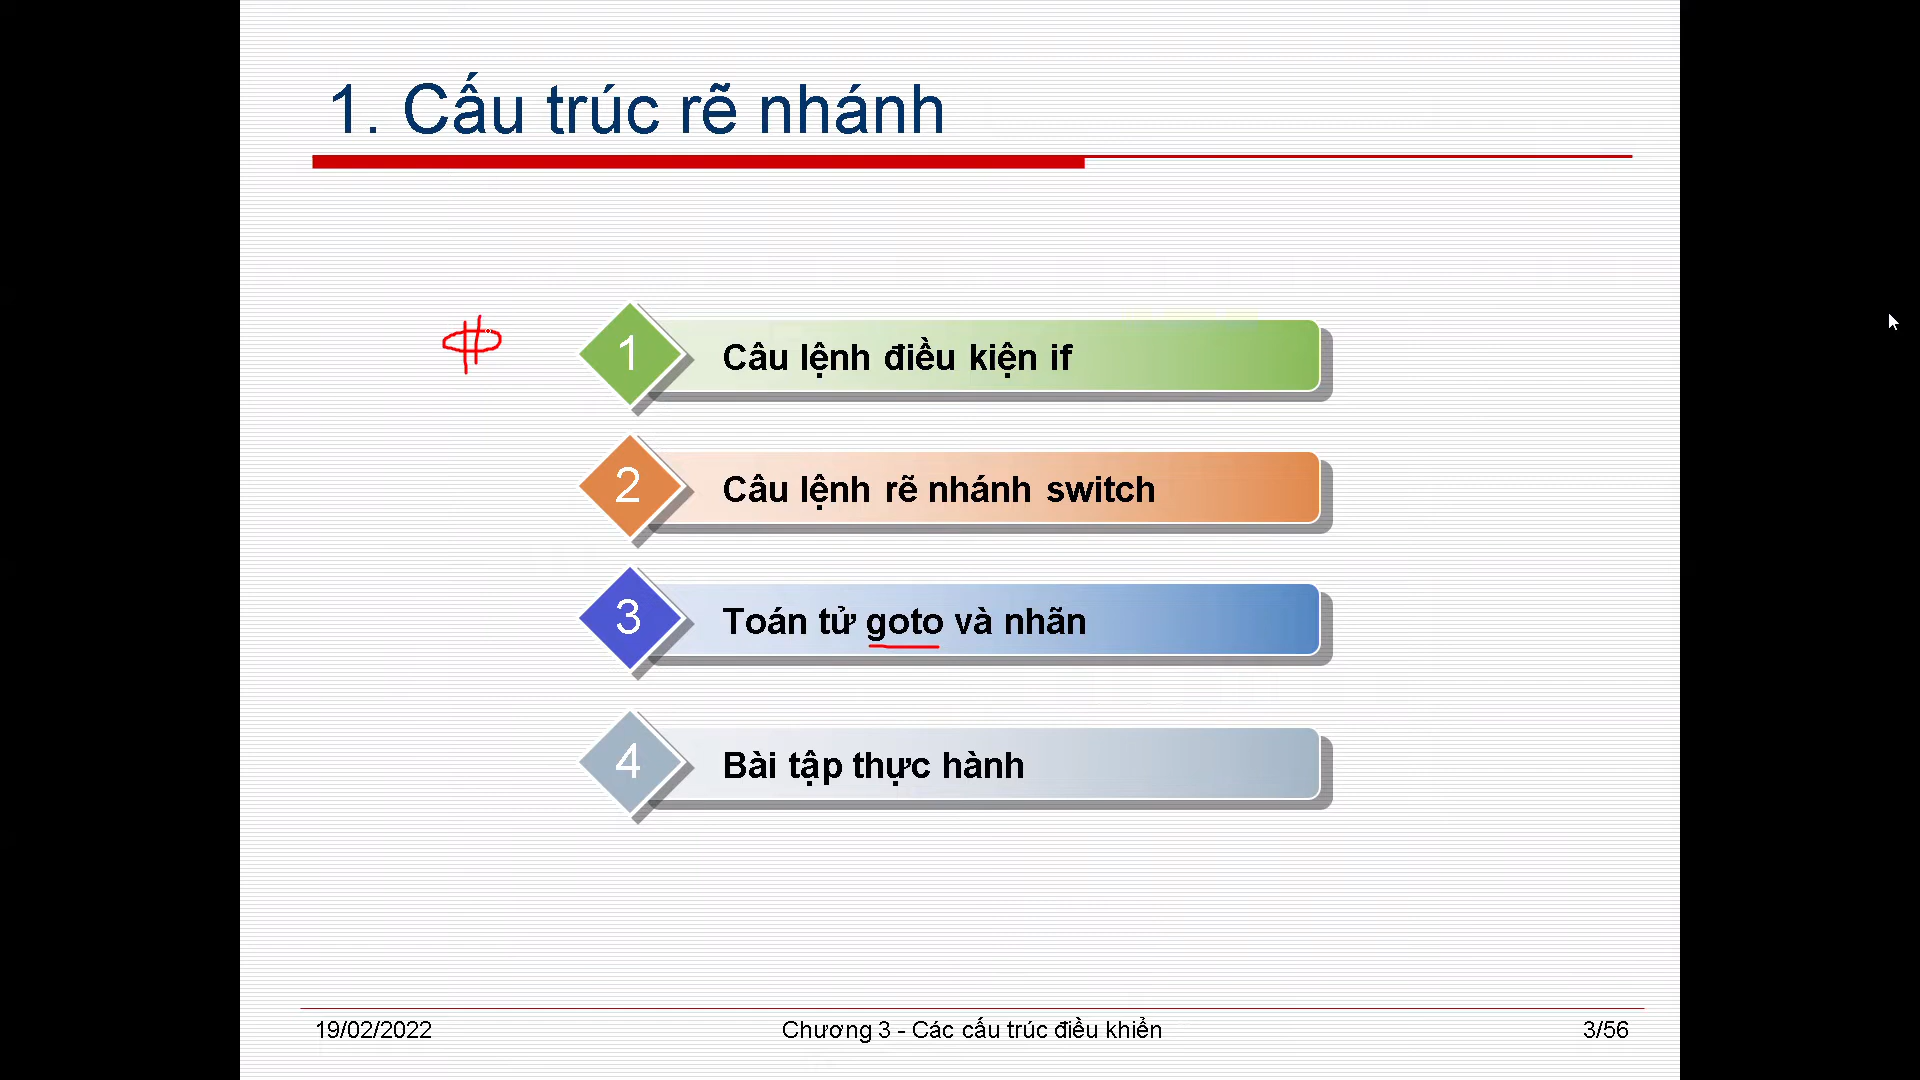 1. Cấu trúc rẽ nhánh
1 Câu lệnh điều kiện if
2 Câu lệnh rẽ nhánh switch
3 Toán tử goto và nhãn
4 Bài tập thực hành
19/02/2022 Chương 3 - Các cấu trúc điều khiển 3/56